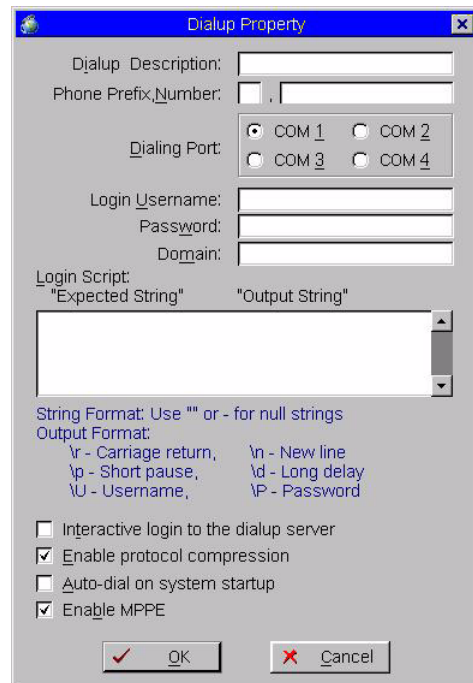 Dialup Property
Dialup Description:
Phone Prefix,Number: ,
Dialing Port:
COM 1 COM 2
COM 3 COM 4
Login Username:
Password:
Domain:
Login Script:
"Expected String" "Output String"
String Format: Use "" or - for null strings
Output Format:
\r - Carriage return, \n - New line
\p - Short pause, \d - Long delay
\U - Username, \P - Password
Interactive login to the dialup server
Enable protocol compression
Auto-dial on system startup
Enable MPPE
OK Cancel